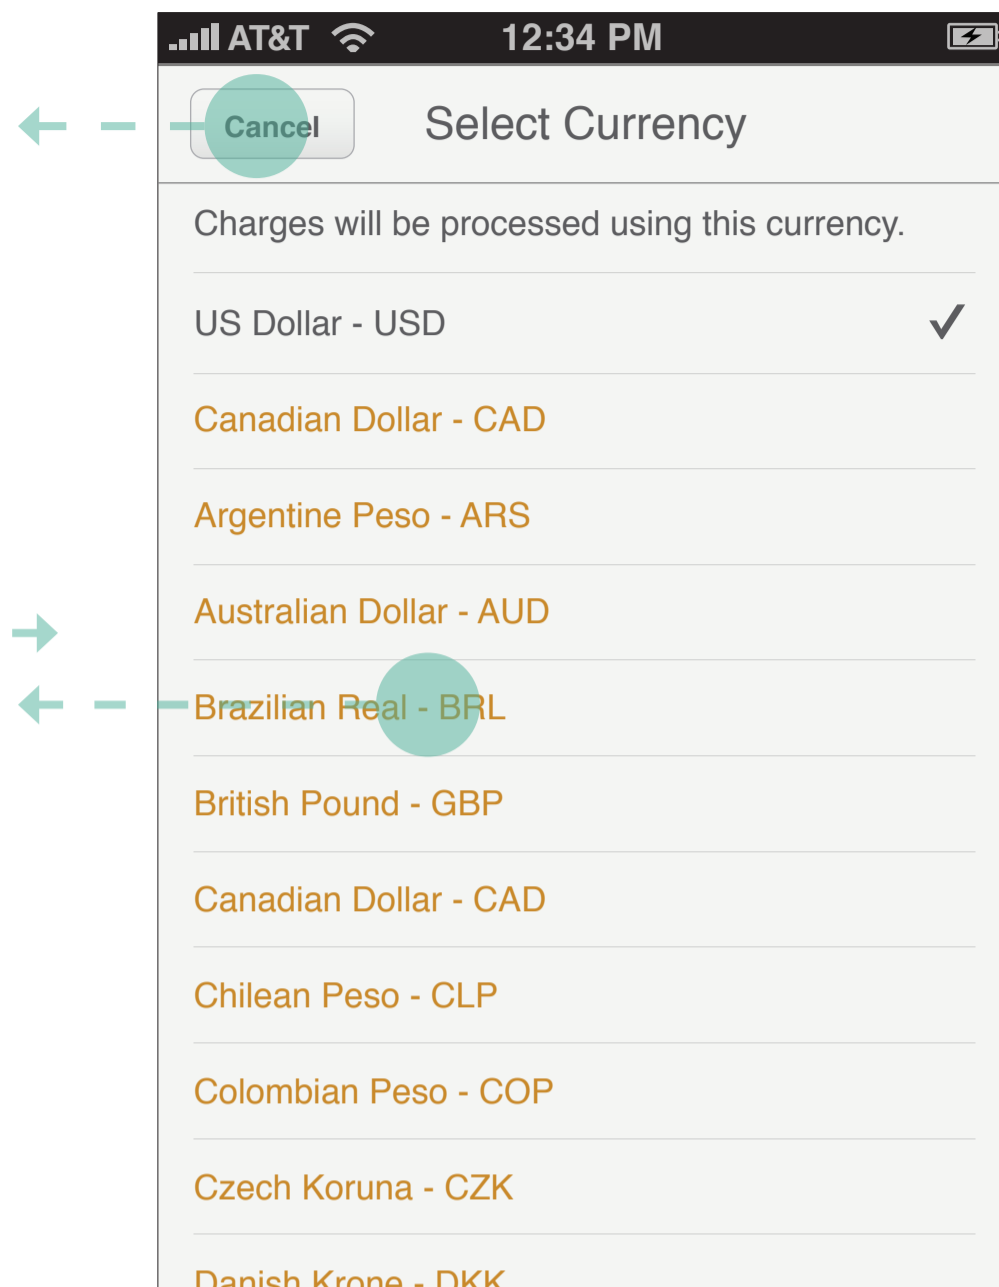 AT&T 12:34 PM
Cancel Select Currency
Charges will be processed using this currency.
US Dollar - USD
Canadian Dollar - CAD
Argentine Peso - ARS
Australian Dollar - AUD
Brazilian Real - BRL
British Pound - GBP
Canadian Dollar - CAD
Chilean Peso - CLP
Colombian Peso - COP
Czech Koruna - CZK
Danish Krone - DKK